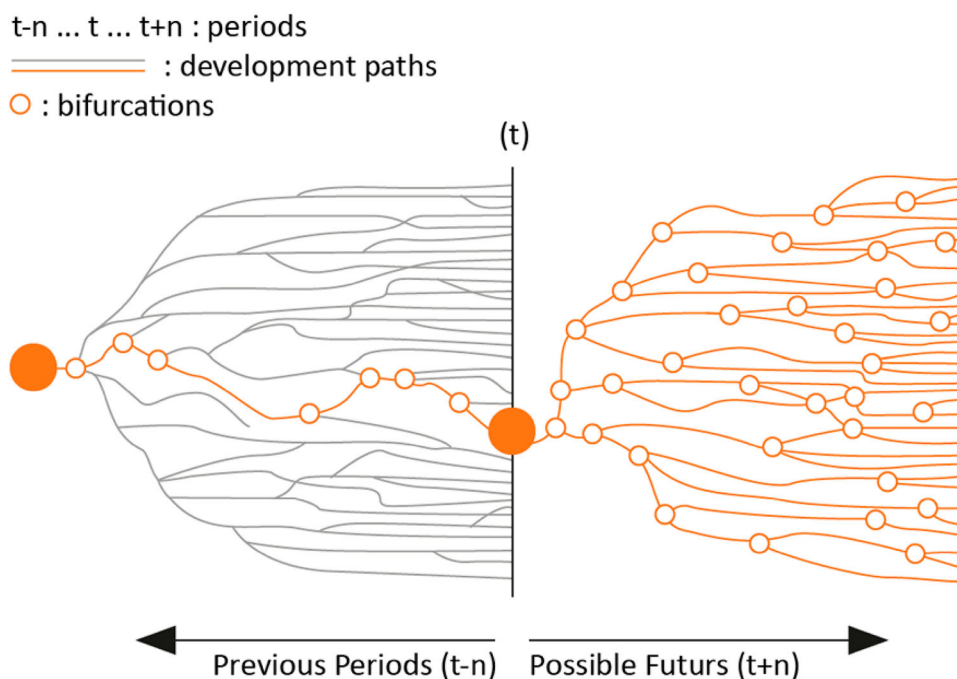 t-n ... t ... t+n : periods
: development paths
: bifurcations
(t)
Previous Periods (t-n)
Possible Futurs (t+n)